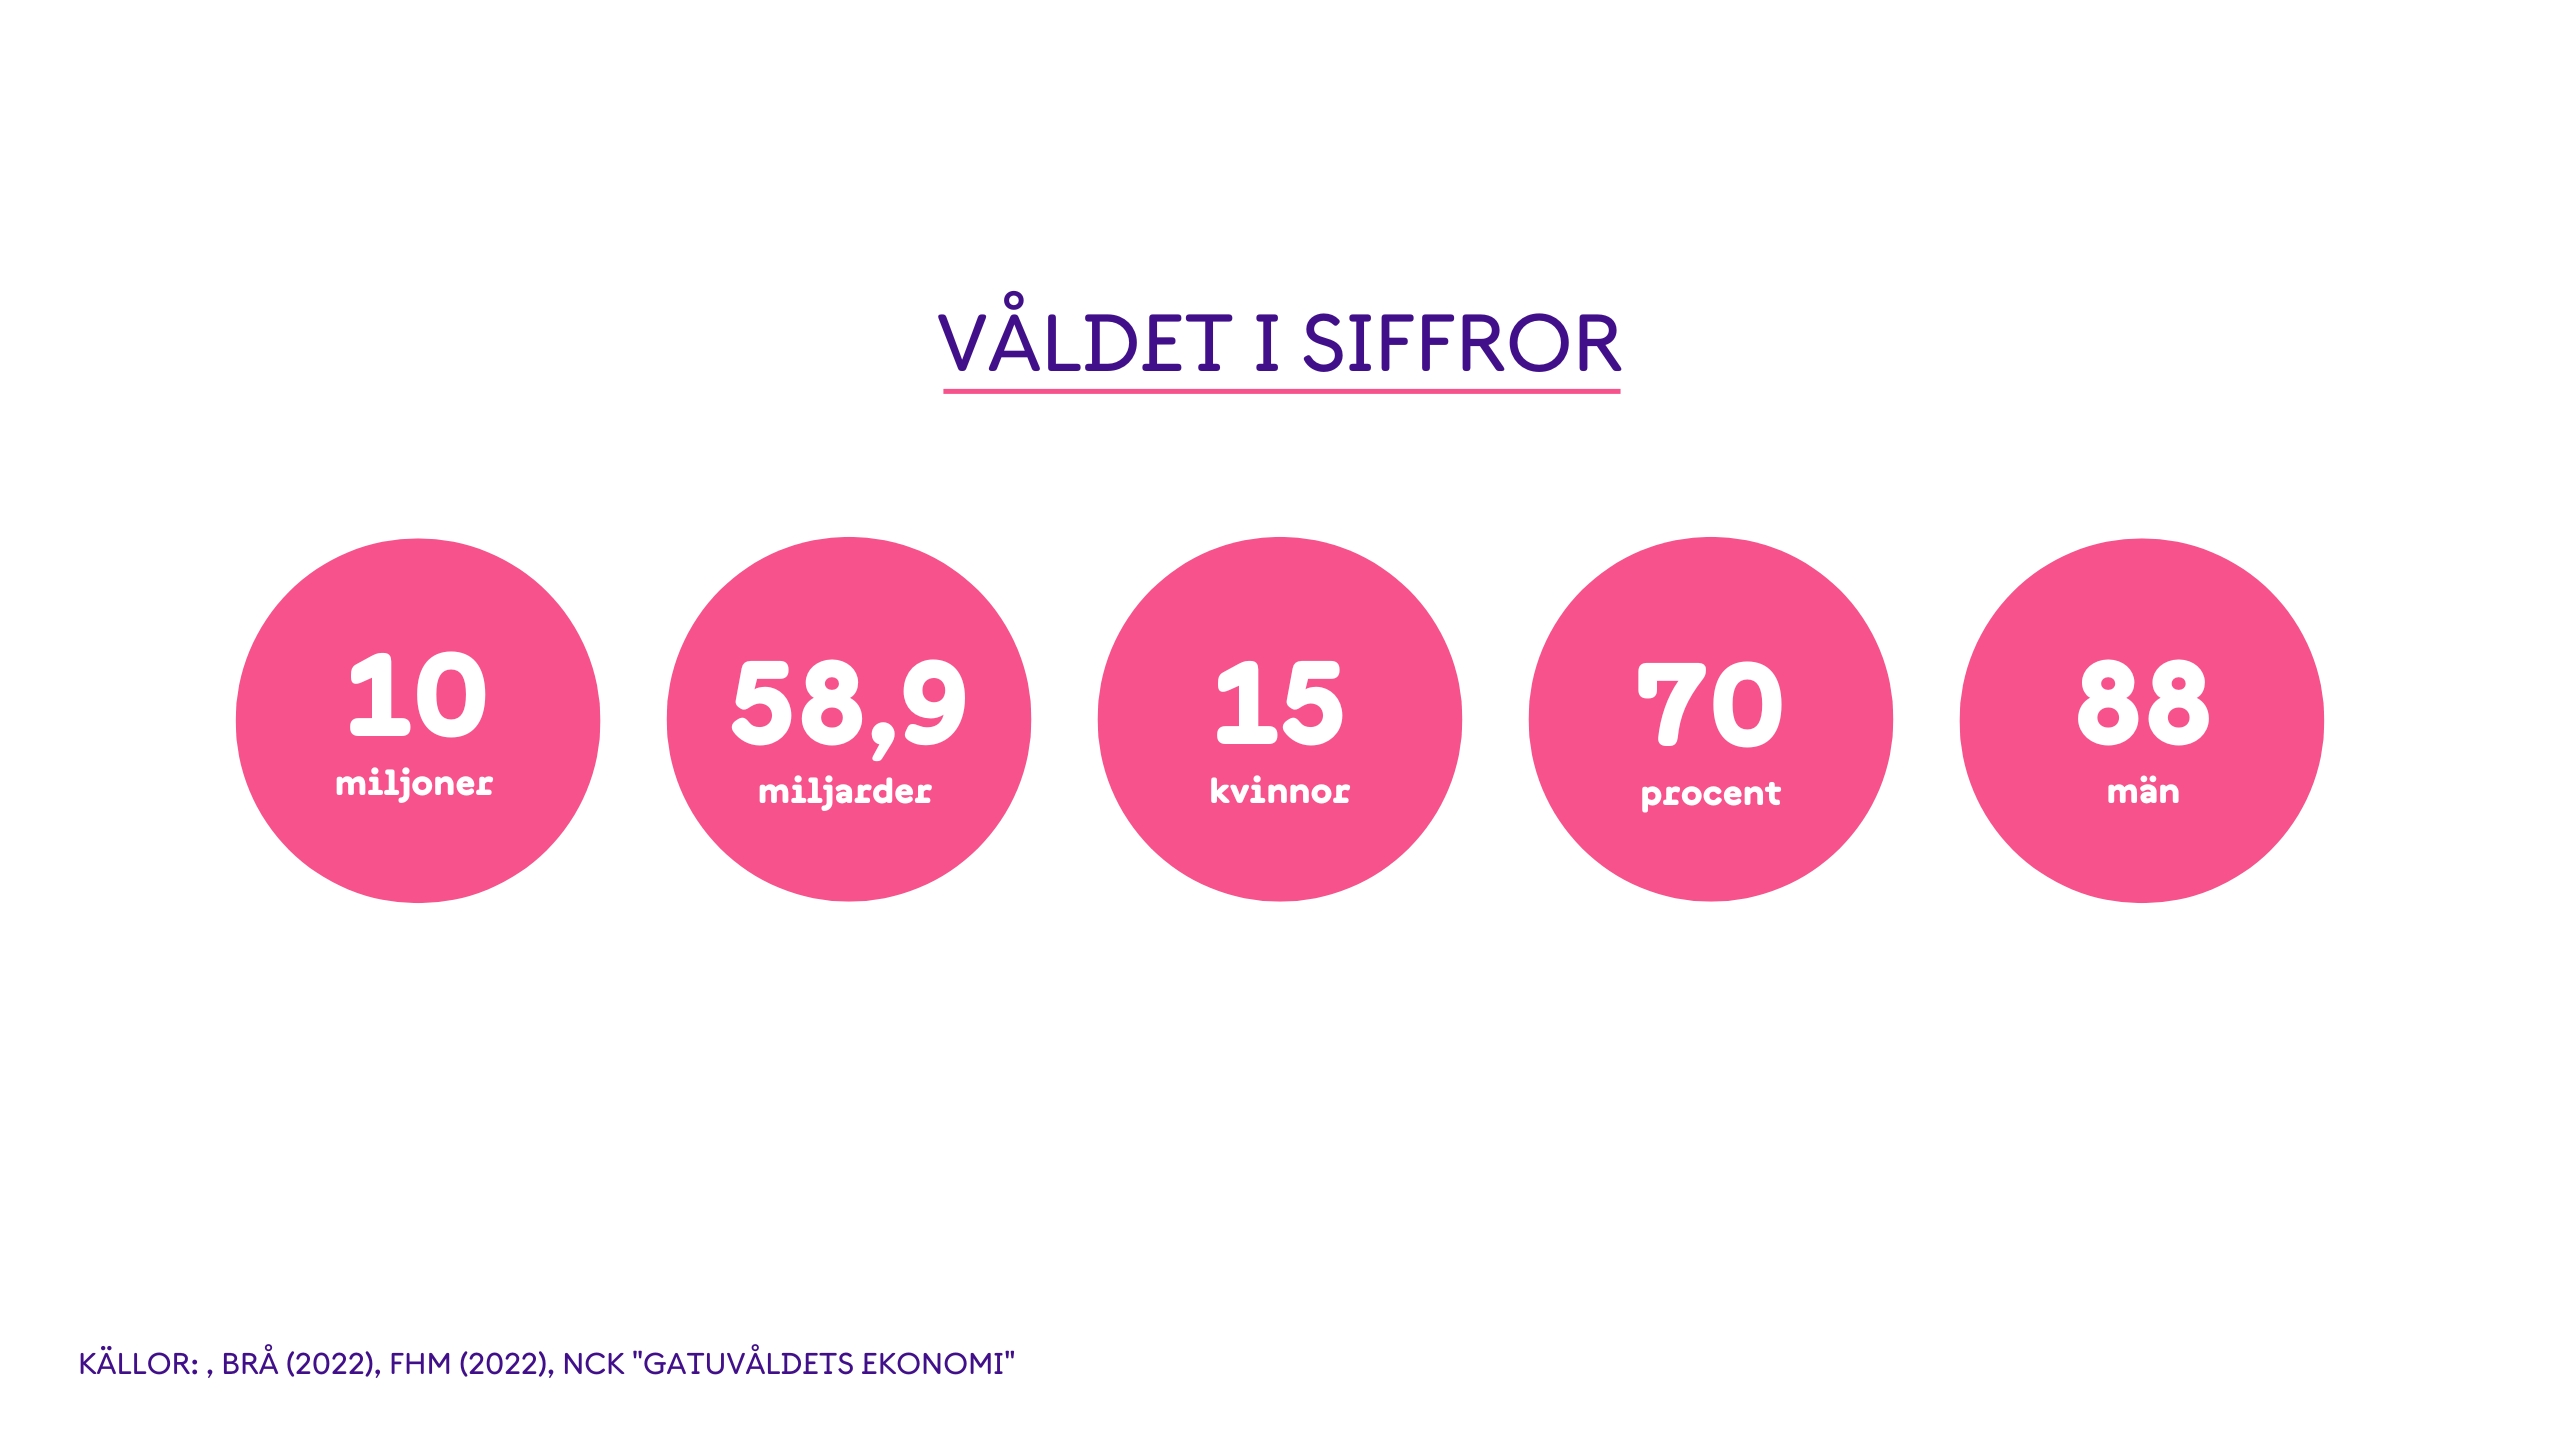 VÅLDET I SIFFROR
10
miljoner
58,9
miljarder
15
kvinnor
70
procent
88
män
KÄLLOR: , BRÅ (2022), FHM (2022), NCK "GATUVÅLDETS EKONOMI"